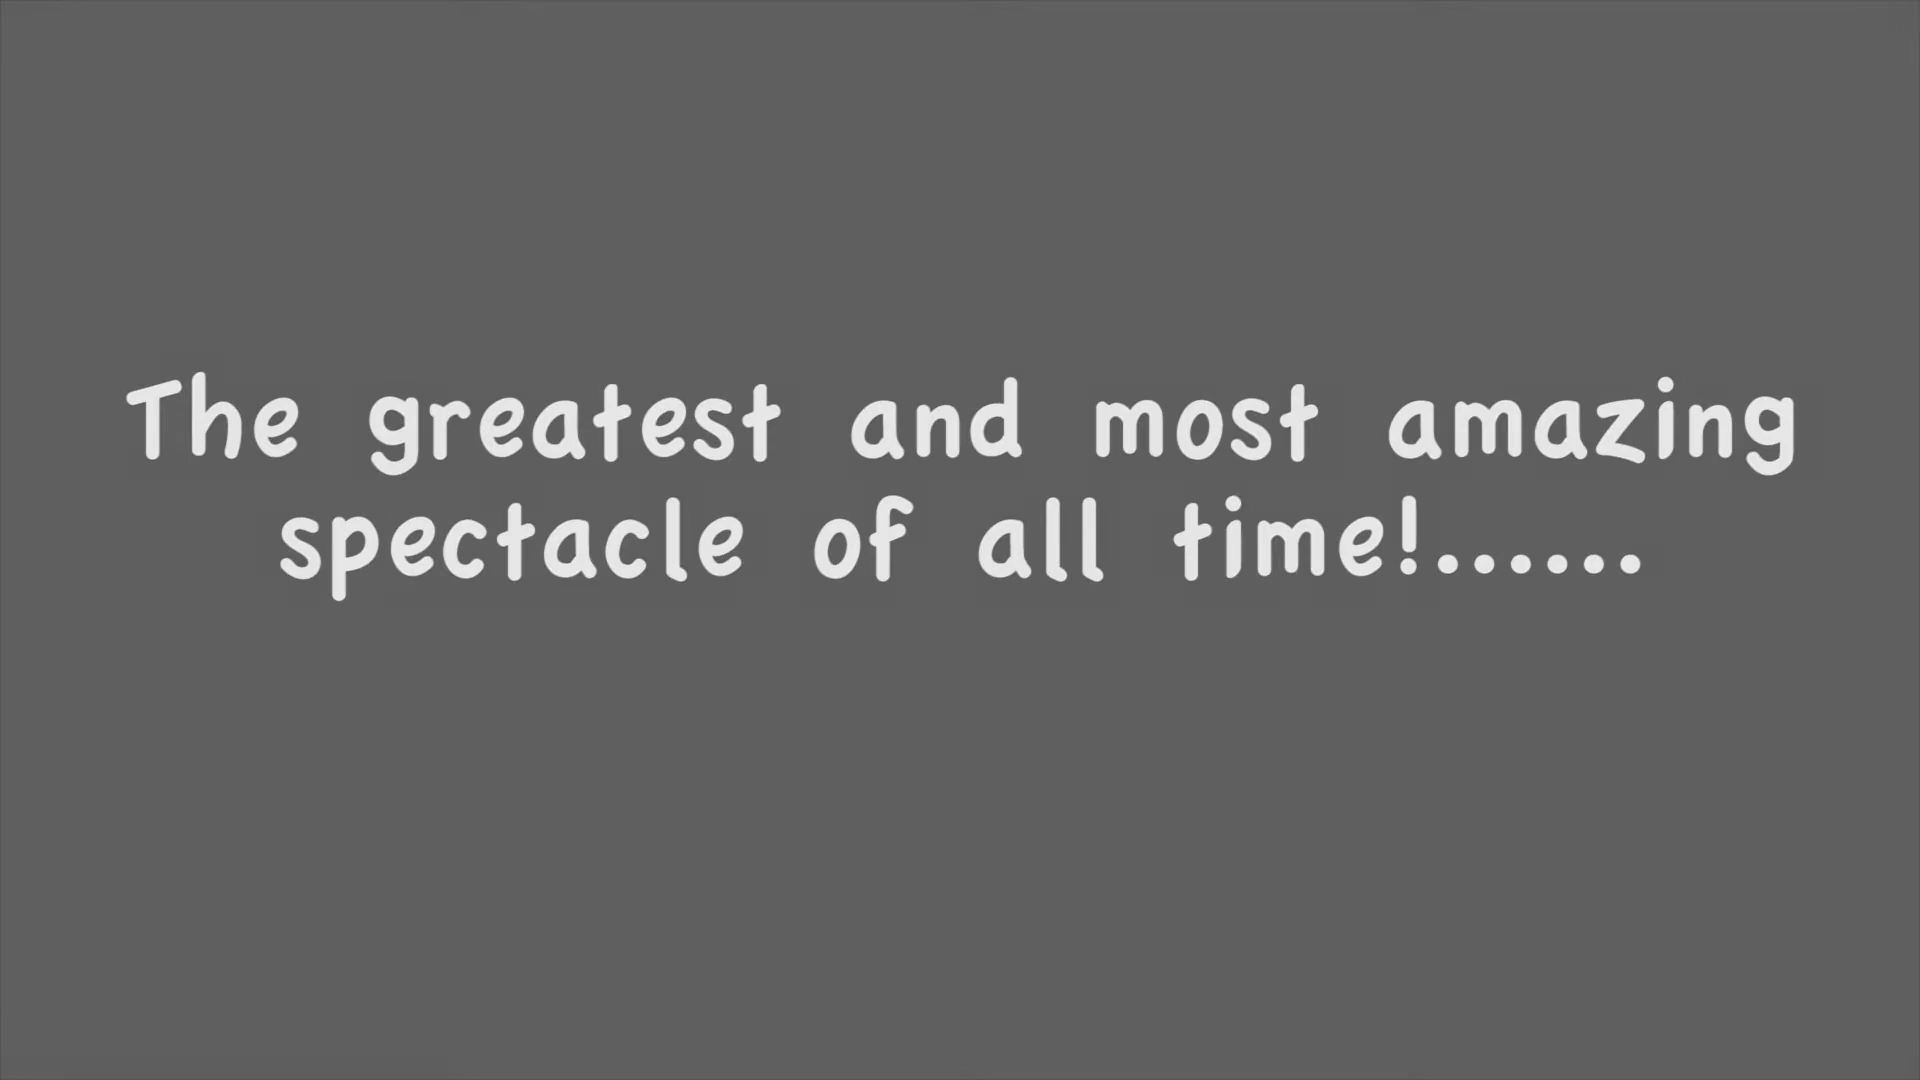 The greatest and most amazing
spectacle of all time!......